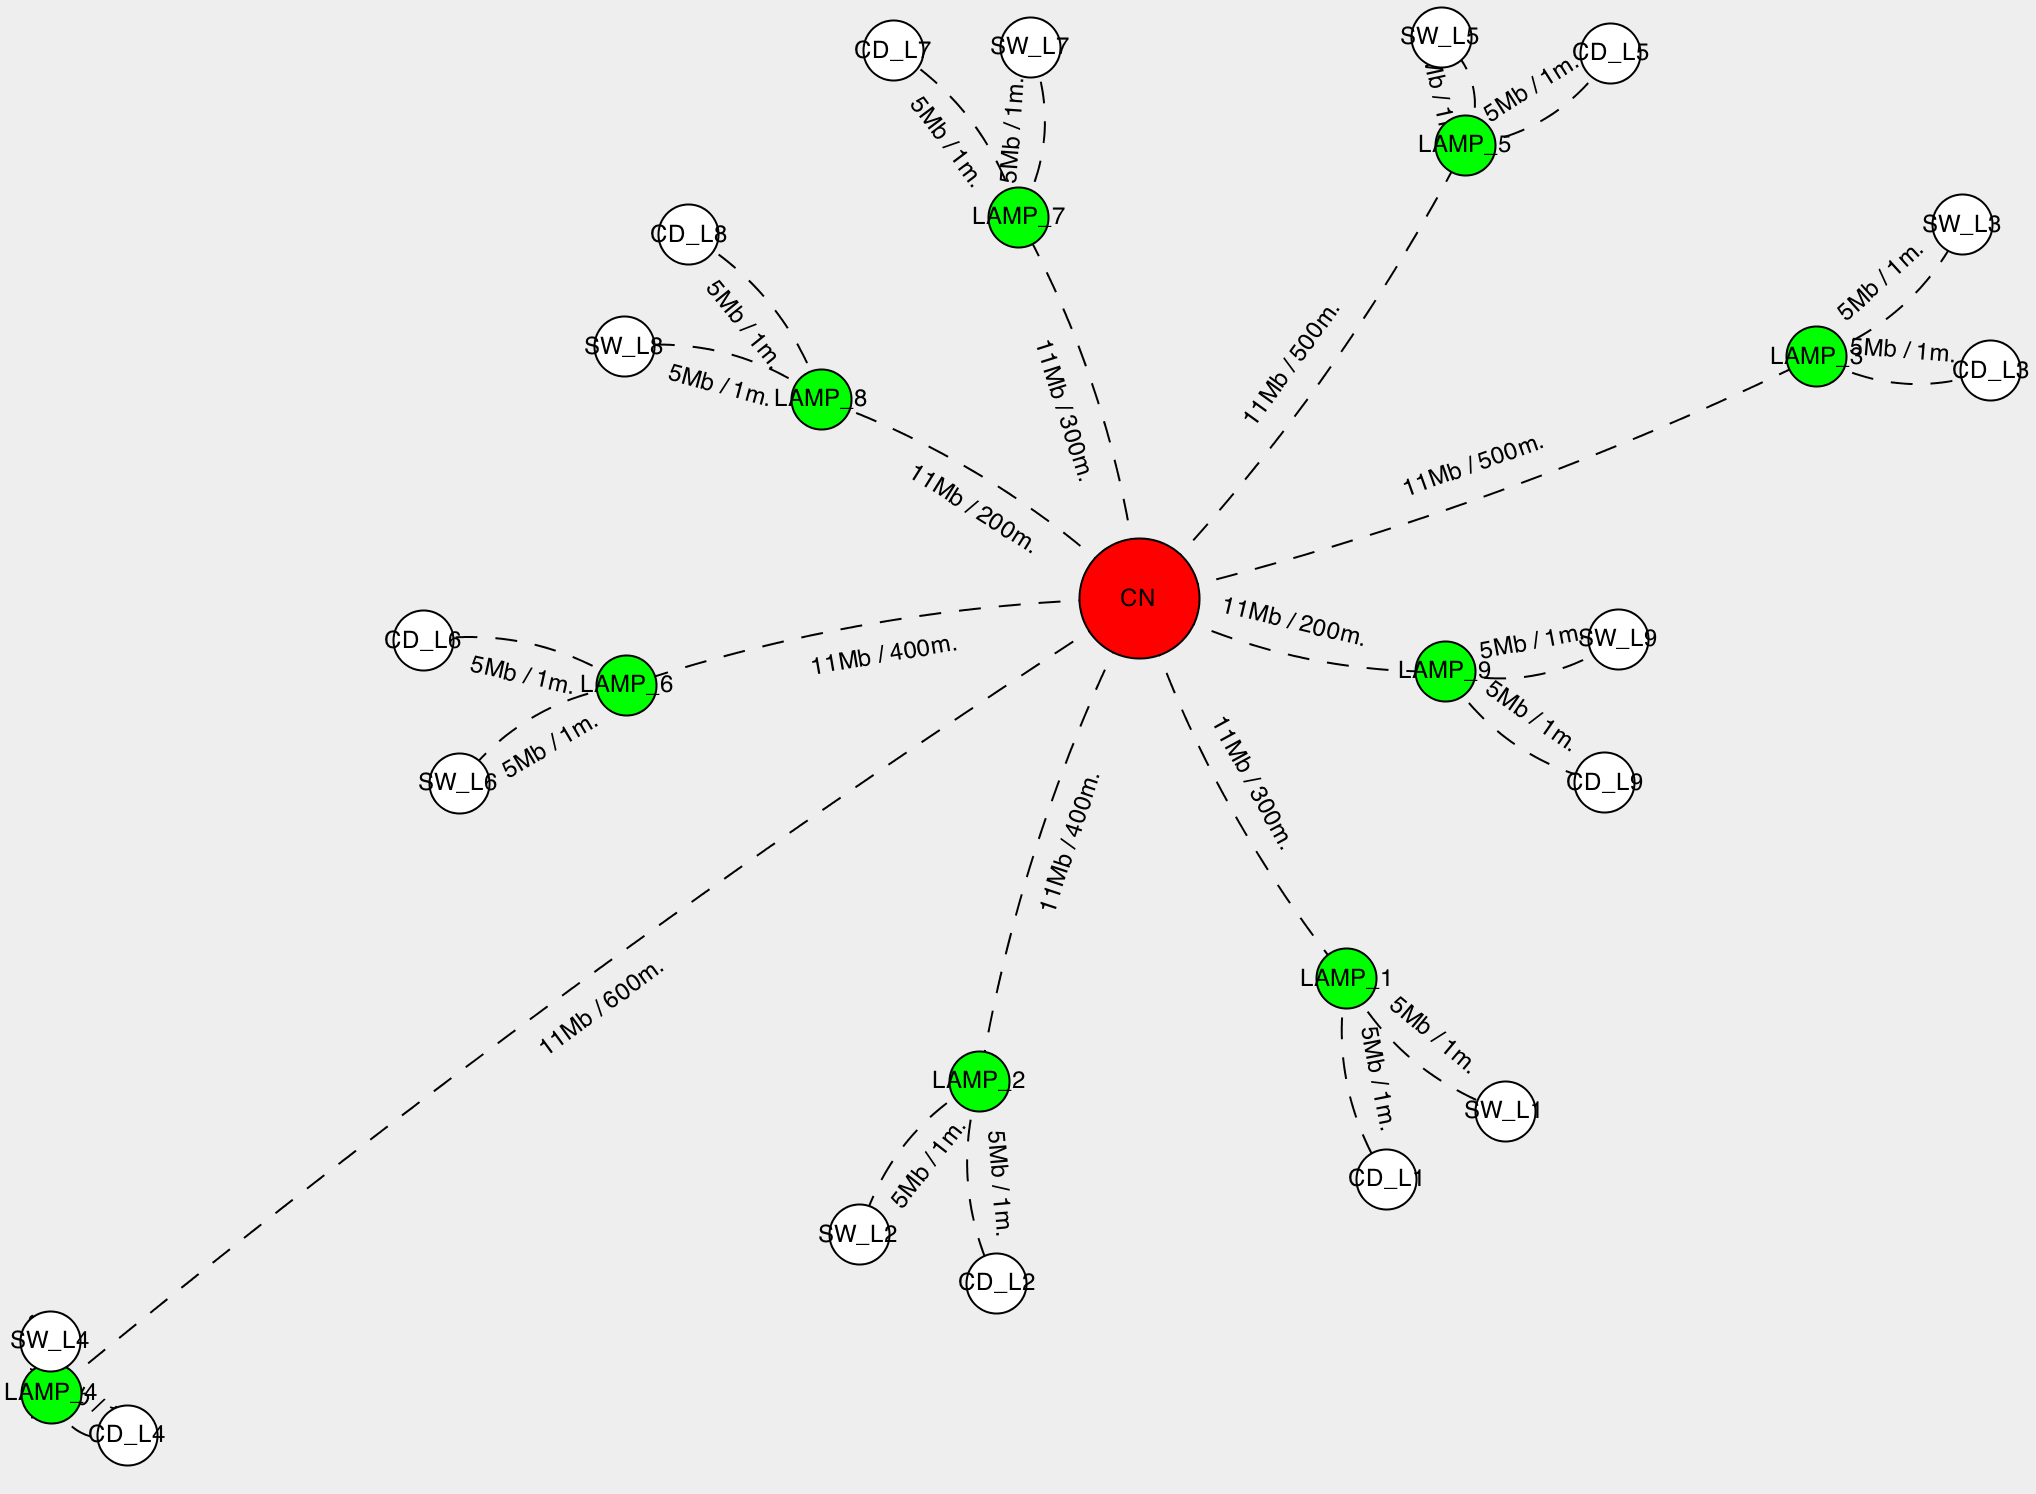 SW_L5
CD_L7
SW_L7
CD_L5
5Mb / 1m.
5Mb / 1m.
5Mb / 1m.
LAMP_5
LAMP_7
SW_L3
CD_L8
5Mb / 1m.
5Mb / 1m.
SW_L8
5Mb / 1m.
LAMP_3
5Mb / 1m.
CD_L3
5Mb / 1m.
LAMP_8
11Mb / 500m.
11Mb / 300m.
11Mb / 500m.
11Mb / 200m.
CN
11Mb / 200m.
CD_L6
5Mb / 1m.
SW_L9
11Mb / 400m.
5Mb / 1m.
LAMP_6
LAMP_9
5Mb / 1m.
5Mb / 1m.
SW_L6
CD_L9
11Mb / 300m.
11Mb / 400m.
11Mb / 600m.
LAMP_1
5Mb / 1m.
5Mb / 1m.
LAMP_2
SW_L1
5Mb / 1m.
5Mb / 1m.
CD_L1
SW_L2
CD_L2
SW_L4
LAMP_4
CD_L4